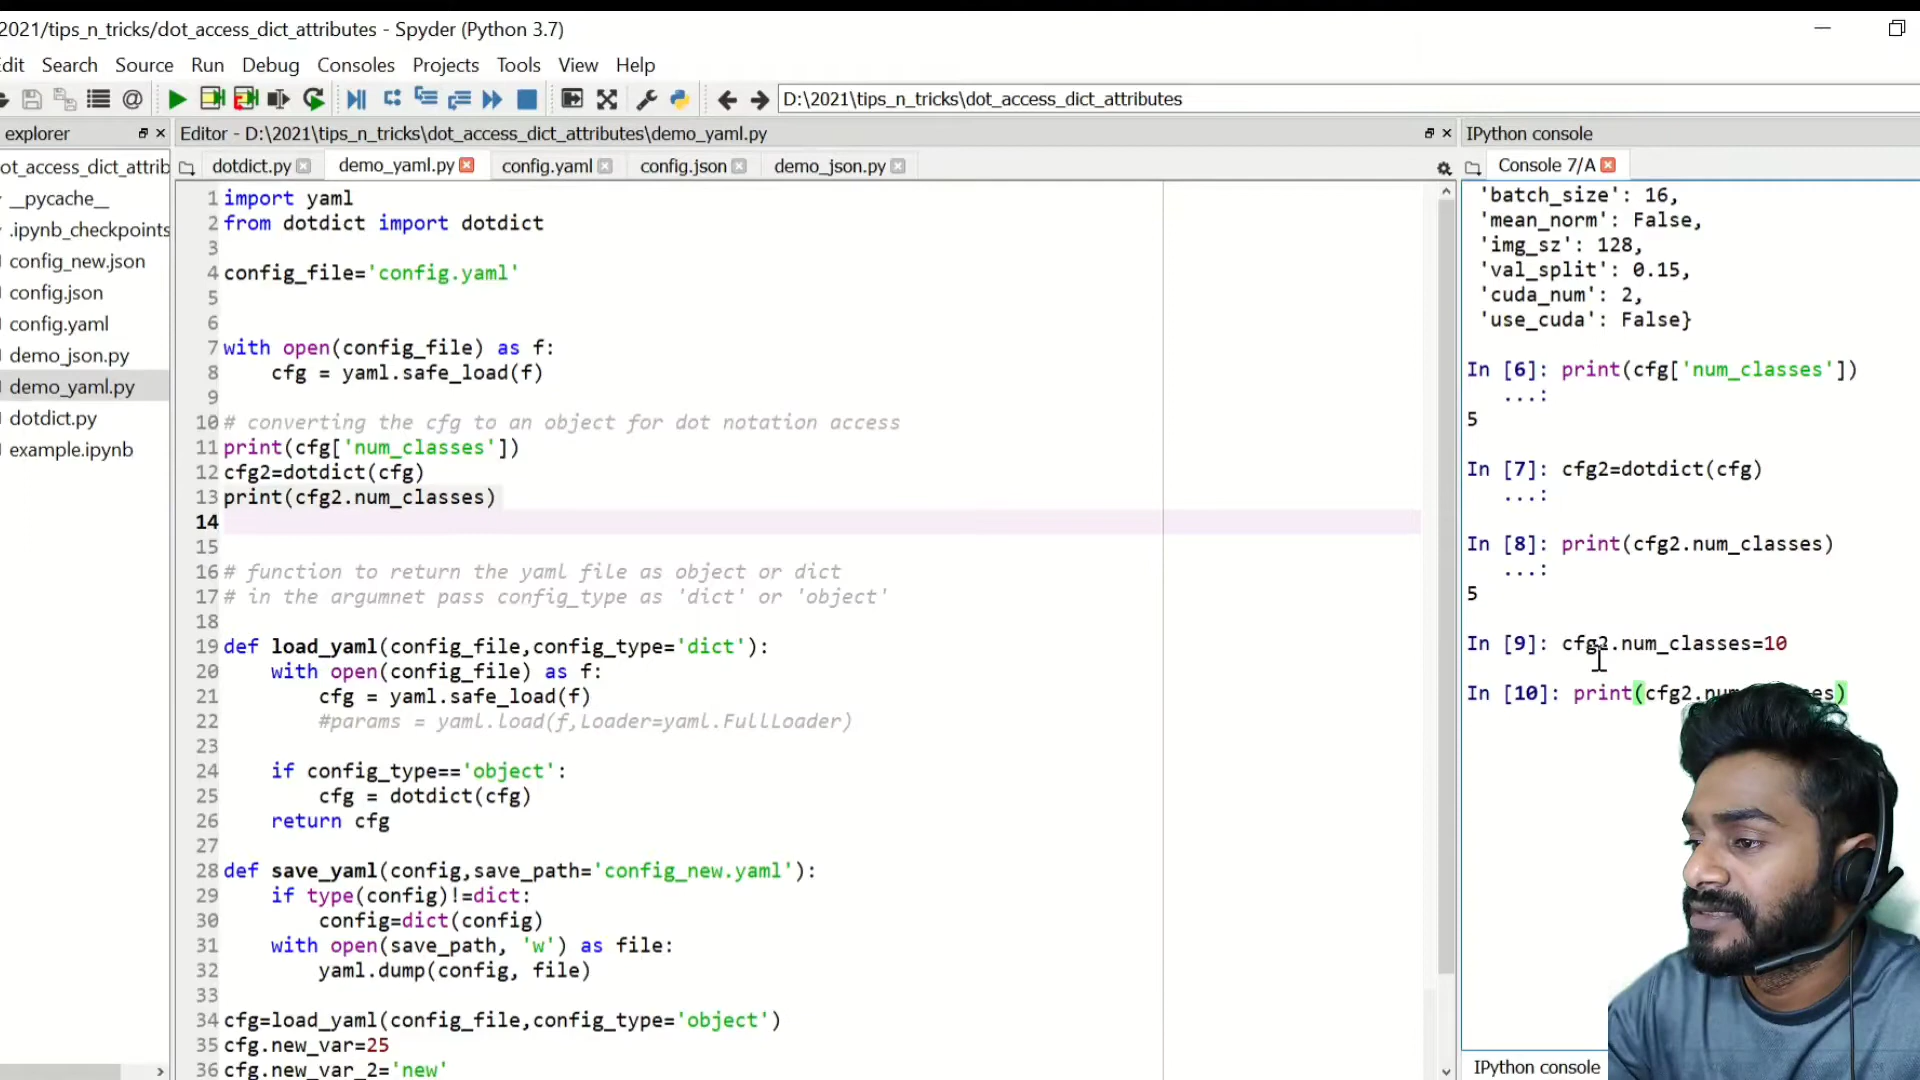 2021/tips_n_tricks/dot_access_dict_attributes - Spyder (Python 3.7)
dit Search Source Run Debug Consoles Projects Tools View Help
D:\2021\tips_n_tricks\dot_access_dict_attributes
explorer
ot_access_dict_attrib
__pycache__
.ipynb_checkpoints
config_new.json
config.json
config.yaml
demo_json.py
demo_yaml.py
dotdict.py
example.ipynb
Editor - D:\2021\tips_n_tricks\dot_access_dict_attributes\demo_yaml.py
dotdict.py demo_yaml.py config.yaml config.json demo_json.py
1 import yaml
2 from dotdict import dotdict
3
4 config_file='config.yaml'
5
6
7 with open(config_file) as f:
8     cfg = yaml.safe_load(f)
9
10 # converting the cfg to an object for dot notation access
11 print(cfg['num_classes'])
12 cfg2=dotdict(cfg)
13 print(cfg2.num_classes)
14
15
16 # function to return the yaml file as object or dict
17 # in the argumnet pass config_type as 'dict' or 'object'
18
19 def load_yaml(config_file,config_type='dict'):
20     with open(config_file) as f:
21         cfg = yaml.safe_load(f)
22         #params = yaml.load(f,Loader=yaml.FullLoader)
23
24     if config_type=='object':
25         cfg = dotdict(cfg)
26     return cfg
27
28 def save_yaml(config,save_path='config_new.yaml'):
29     if type(config)!=dict:
30         config=dict(config)
31     with open(save_path, 'w') as file:
32         yaml.dump(config, file)
33
34 cfg=load_yaml(config_file,config_type='object')
35 cfg.new_var=25
36 cfg.new_var_2='new'
IPython console
Console 7/A
'batch_size': 16,
'mean_norm': False,
'img_sz': 128,
'val_split': 0.15,
'cuda_num': 2,
'use_cuda': False}
In [6]: print(cfg['num_classes'])
...:
5
In [7]: cfg2=dotdict(cfg)
...:
In [8]: print(cfg2.num_classes)
...:
5
In [9]: cfg2.num_classes=10
In [10]: print(cfg2.num
IPython console